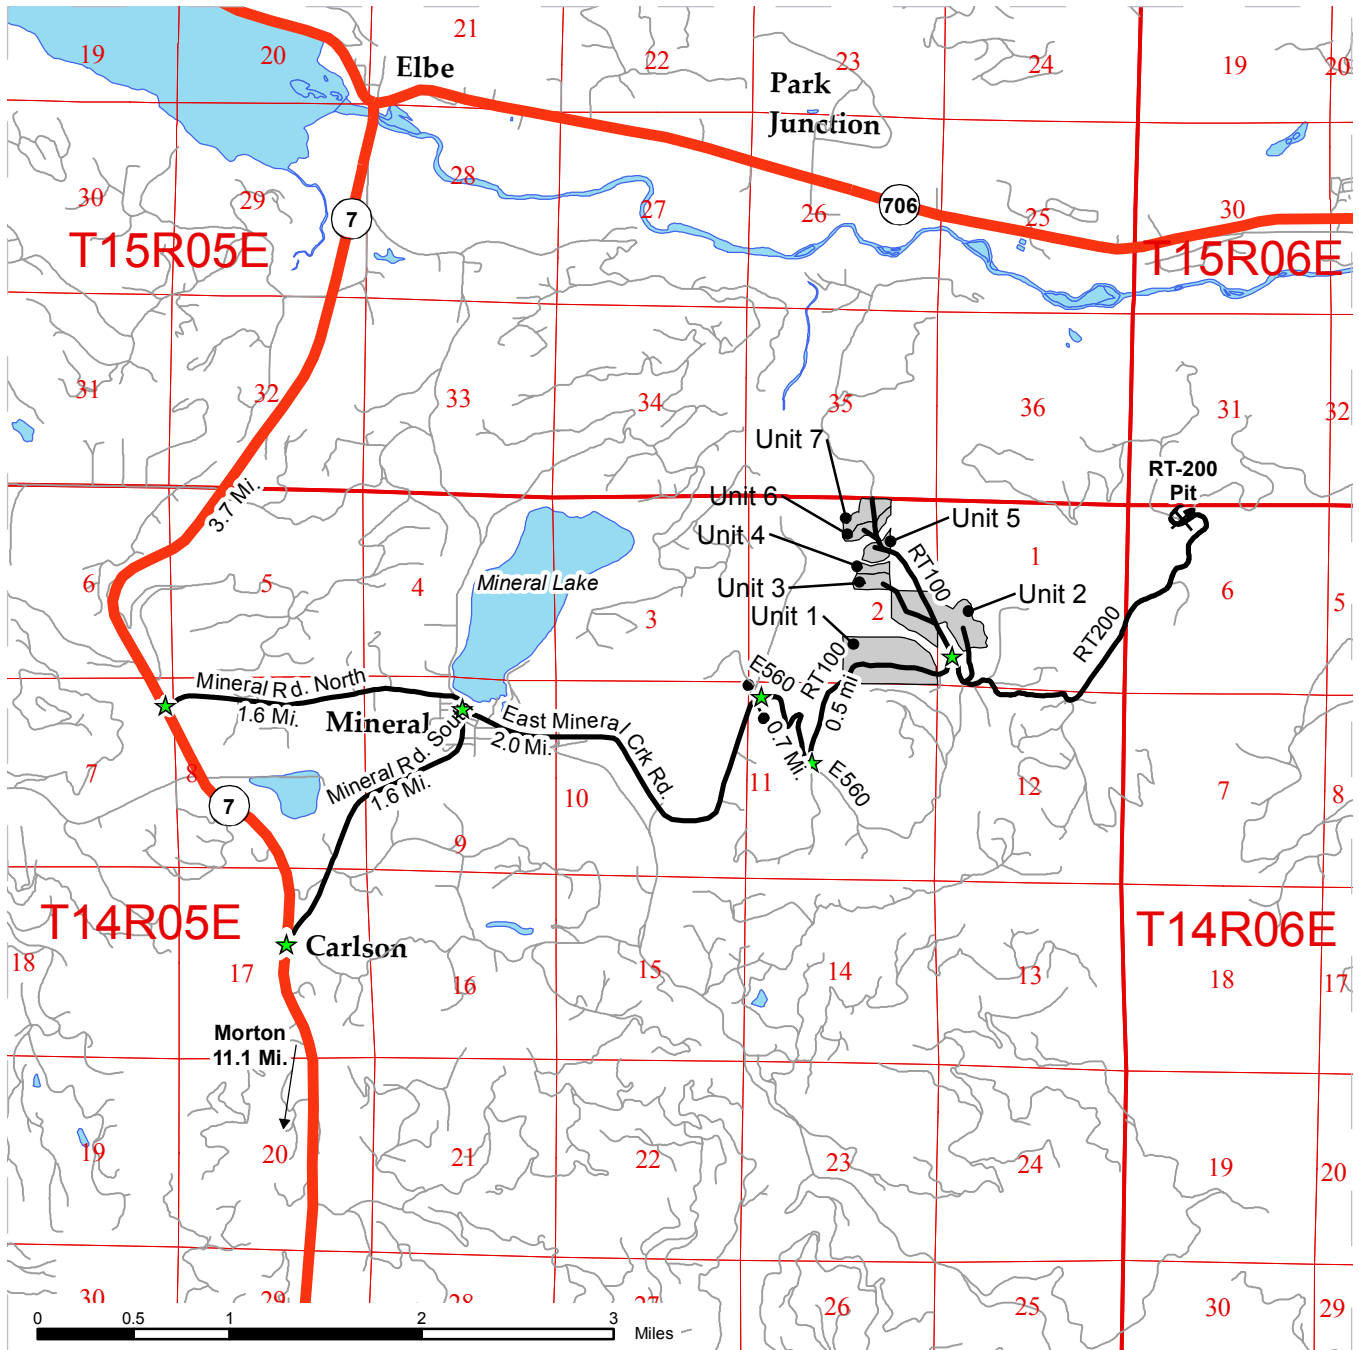 21
19
20
22
23
24
19
20
Elbe
Park
Junction
28
30
29
27
26
706
25
30
7
T15R05E
T15R06E
31
32
33
34
35
36
31
32
Unit 7
RT-200
Pit
3.7 Mi.
Unit 6
Unit 5
Unit 4
RT100
1
6
5
4
Mineral Lake
Unit 3
Unit 2
6
5
3
2
Unit 1
RT200
E560
RT1001
Mineral Rd. North
1.6 Mi.
Mineral
East Mineral Crk Rd.
2.0 Mi.
0.5 mi
0.7 Mi.
Mineral Rd. South
1.6 Mi.
E560
7
8
7
10
11
12
7
8
9
T14R05E
T14R06E
Carlson
18
17
16
15
14
13
18
17
Morton
11.1 Mi.
19
20
21
22
23
24
19
20
30
29
28
27
26
25
30
29
0
0.5
1
2
3
Miles